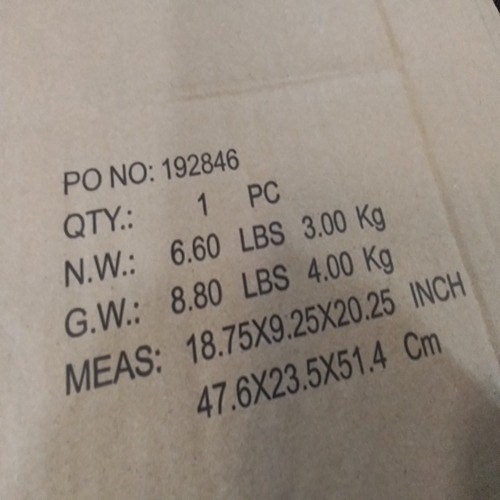 PO NO: 192846
QTY.: 1 PC
N.W.: 6.60 LBS 3.00 Kg
G.W.: 8.80 LBS 4.00 Kg
MEAS: 18.75X9.25X20.25 INCH
47.6X23.5X51.4 Cm